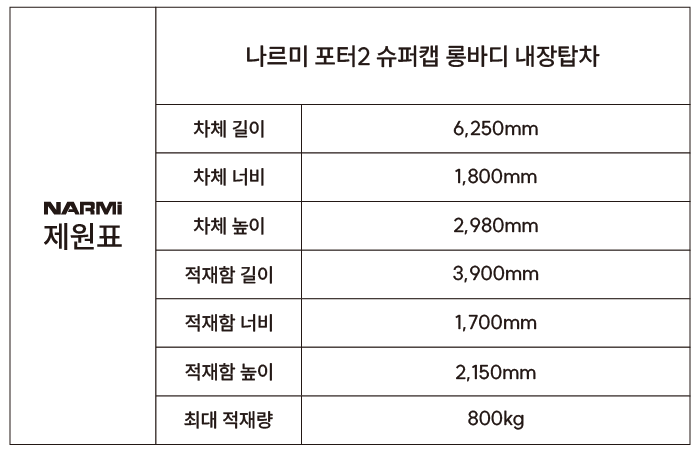 나르미 포터2 슈퍼캡 롱바디 내장탑차
NARMi
제원표
차체 길이 6,250mm
차체 너비 1,800mm
차체 높이 2,980mm
적재함 길이 3,900mm
적재함 너비 1,700mm
적재함 높이 2,150mm
최대 적재량 800kg